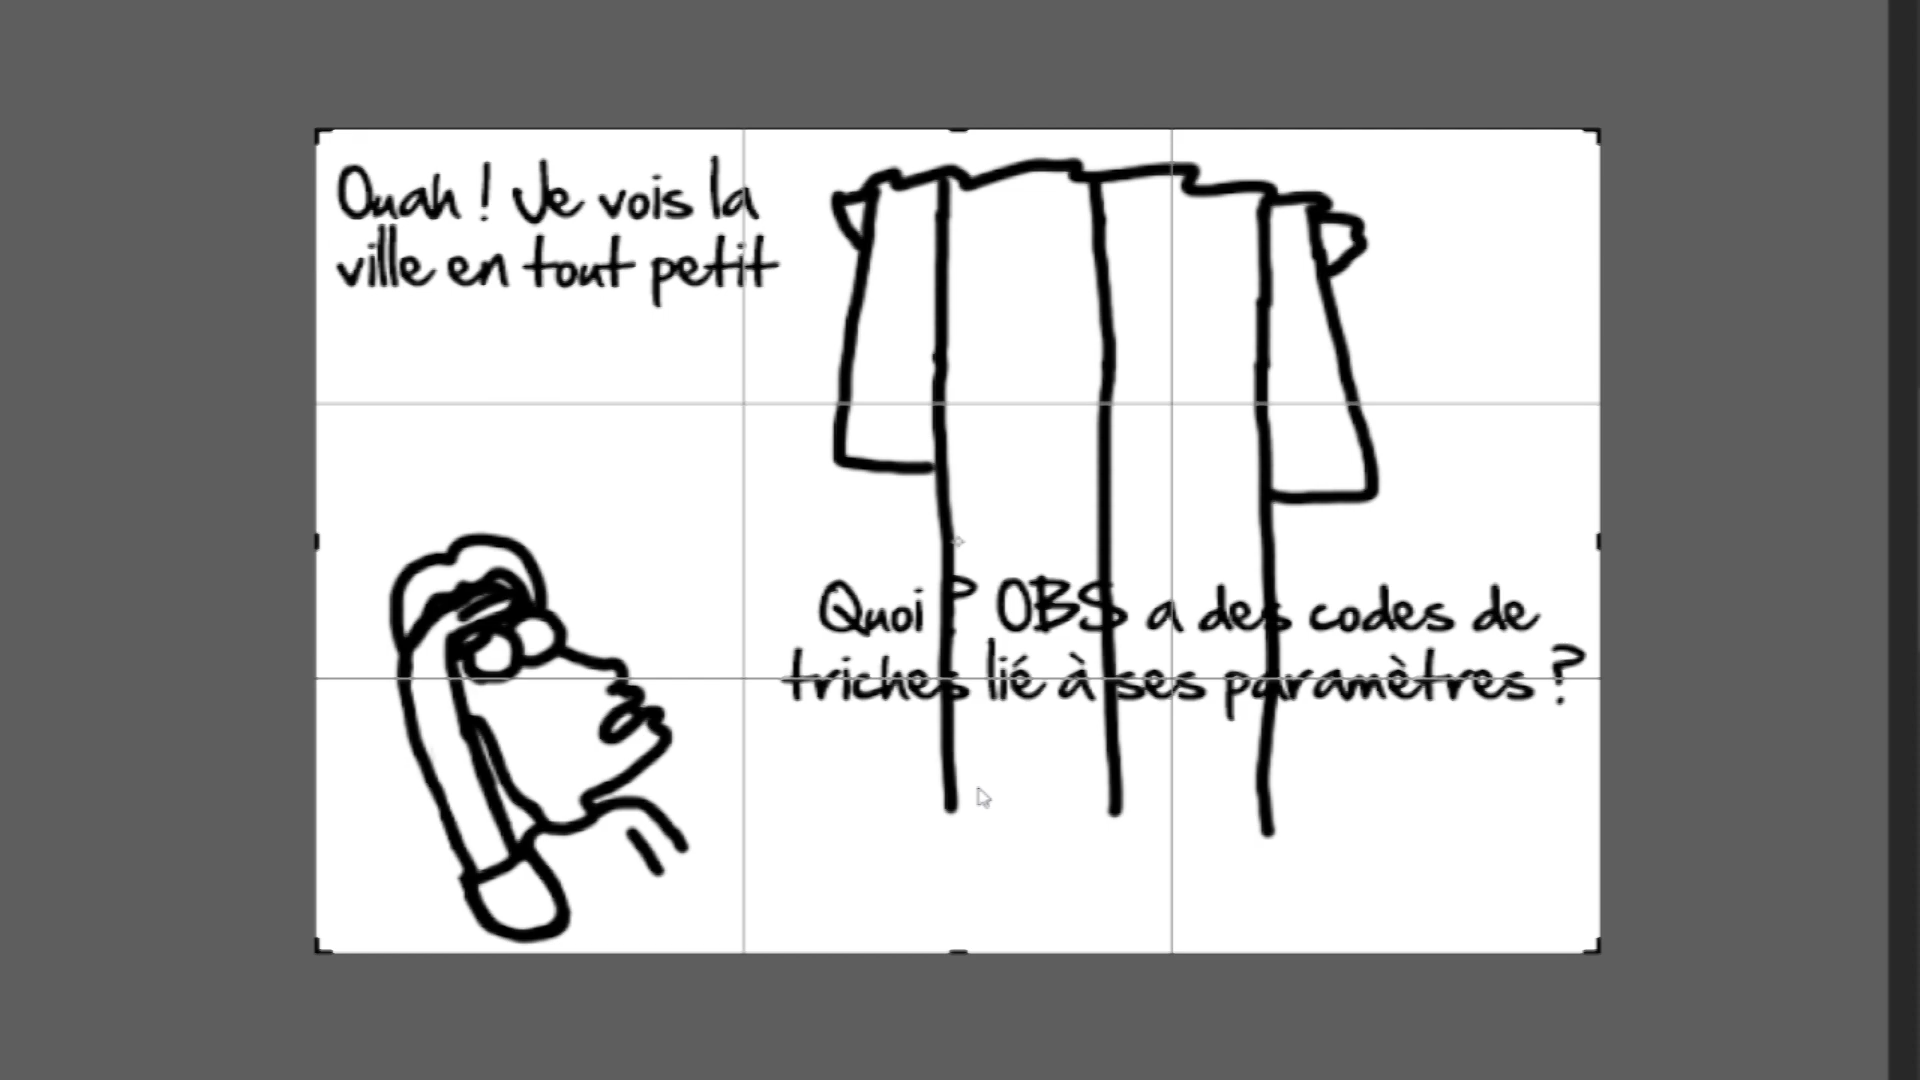 Ouah ! Je vois la
ville en tout petit
Quoi ? OBS a des codes de
triches lié à ses paramètres ?